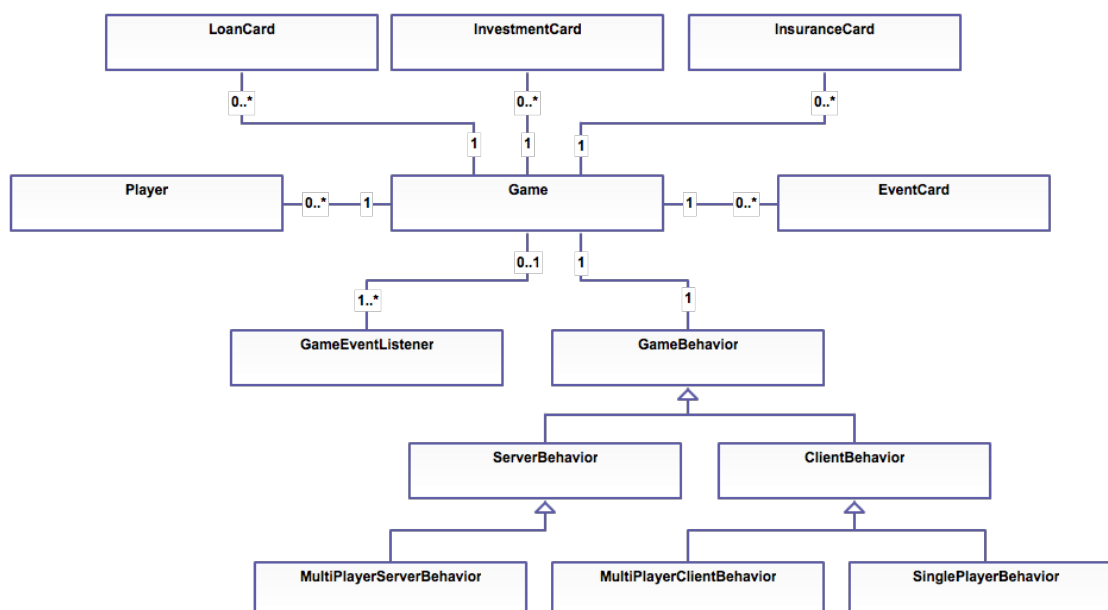 LoanCard
InvestmentCard
InsuranceCard
0..*
0..*
0..*
1
1
1
Player
0..*
1
Game
1
0..*
EventCard
0..1
1
1..*
1
GameEventListener
GameBehavior
ServerBehavior
ClientBehavior
MultiPlayerServerBehavior
MultiPlayerClientBehavior
SinglePlayerBehavior